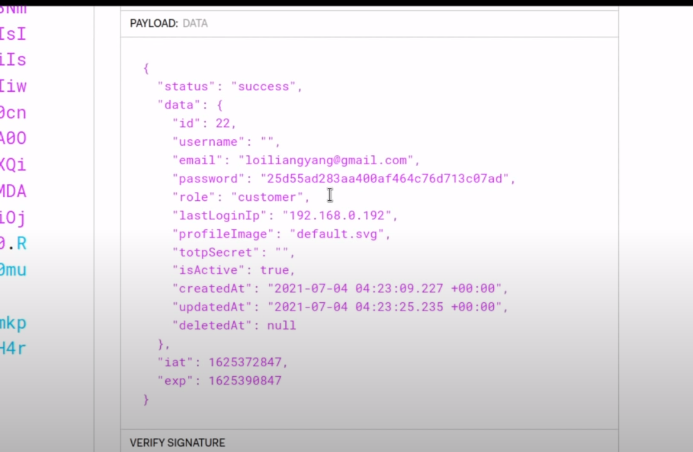 PAYLOAD: DATA
{
"status": "success",
"data": {
"id": 22,
"username": "",
"email": "loiliangyang@gmail.com",
"password": "25d55ad283aa400af464c76d713c07ad",
"role": "customer",
"lastLoginIp": "192.168.0.192",
"profileImage": "default.svg",
"totpSecret": "",
"isActive": true,
"createdAt": "2021-07-04 04:23:09.227 +00:00",
"updatedAt": "2021-07-04 04:23:25.235 +00:00",
"deletedAt": null
},
"iat": 1625372847,
"exp": 1625390847
}
VERIFY SIGNATURE
IsI
iIs
Iiw
0cn
A0O
XQi
MDA
iOj
0.R
0mu
mkp
H4r